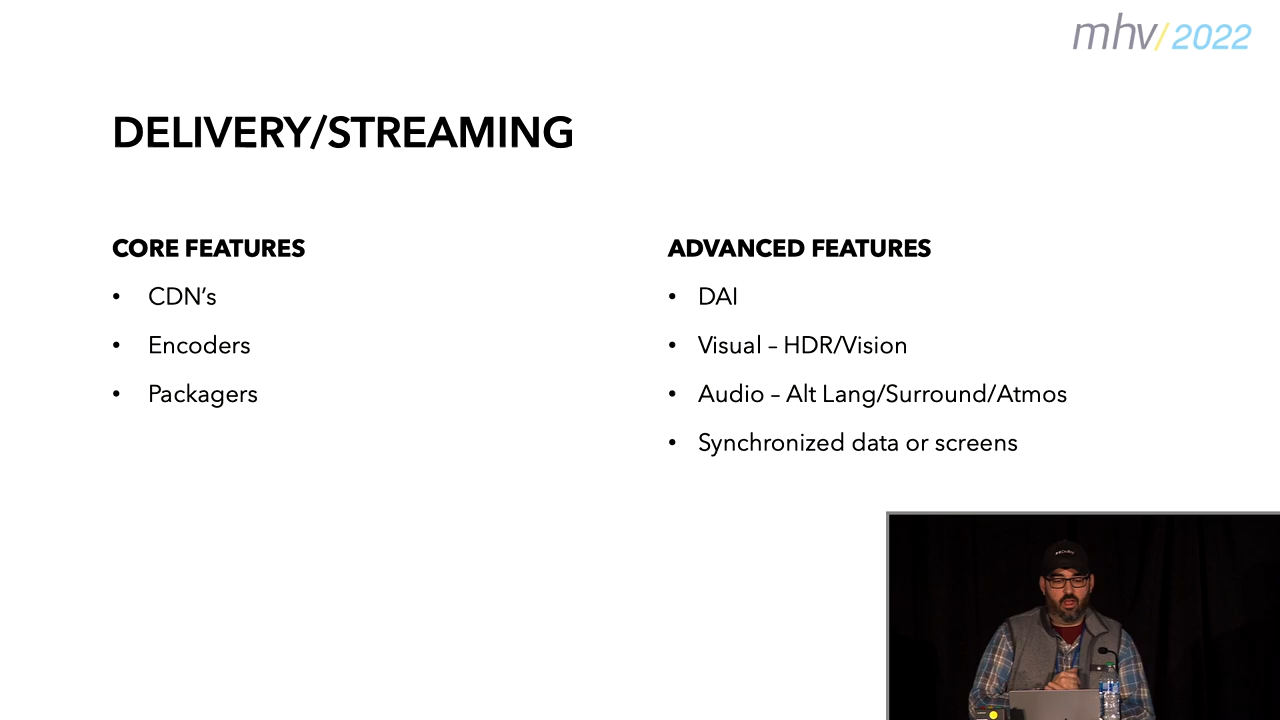 mhv/2022
DELIVERY/STREAMING
CORE FEATURES
• CDN’s
• Encoders
• Packagers
ADVANCED FEATURES
• DAI
• Visual – HDR/Vision
• Audio – Alt Lang/Surround/Atmos
• Synchronized data or screens